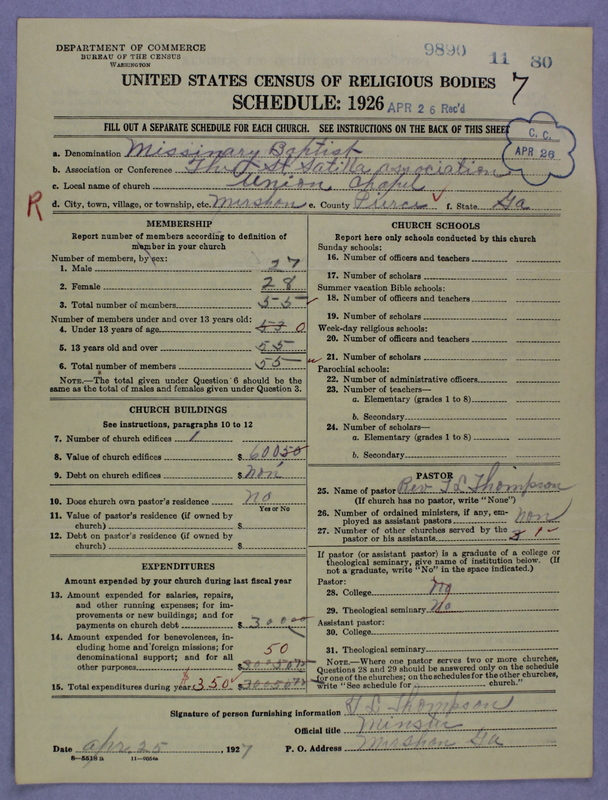 DEPARTMENT OF COMMERCE
BUREAU OF THE CENSUS
WASHINGTON
9890 11 80
UNITED STATES CENSUS OF RELIGIOUS BODIES 7
SCHEDULE: 1926 APR 26 Rec'd
FILL OUT A SEPARATE SCHEDULE FOR EACH CHURCH. SEE INSTRUCTIONS ON THE BACK OF THIS SHEET
C. C.
APR 26
a. Denomination Missinary Baptist
b. Association or Conference Satilla association
c. Local name of church Union Chapel
R
d. City, town, village, or township, etc. Mershon e. County Pierce f. State Ga
MEMBERSHIP
Report number of members according to definition of
member in your church
Number of members, by sex:
1. Male 27
2. Female 28
3. Total number of members 55
Number of members under and over 13 years old:
4. Under 13 years of age 0
5. 13 years old and over 55
6. Total number of members 55
NOTE.—The total given under Question 6 should be
the same as the total of males and females given under Question 3.
CHURCH BUILDINGS
See instructions, paragraphs 10 to 12
7. Number of church edifices 1
8. Value of church edifices $
9. Debt on church edifices $ non
10. Does church own pastor's residence no
Yes or No
11. Value of pastor's residence (if owned by
church) $
12. Debt on pastor's residence (if owned by
church) $
EXPENDITURES
Amount expended by your church during last fiscal year
13. Amount expended for salaries, repairs,
and other running expenses; for im-
provements or new buildings; and for
payments on church debt $ 300 00
14. Amount expended for benevolences, in-
cluding home and foreign missions; for
denominational support; and for all
other purposes 50
15. Total expenditures during year $350
CHURCH SCHOOLS
Report here only schools conducted by this church
Sunday schools:
16. Number of officers and teachers
17. Number of scholars
Summer vacation Bible schools:
18. Number of officers and teachers
19. Number of scholars
Week-day religious schools:
20. Number of officers and teachers
21. Number of scholars
Parochial schools:
22. Number of administrative officers
23. Number of teachers—
a. Elementary (grades 1 to 8)
b. Secondary
24. Number of scholars—
a. Elementary (grades 1 to 8)
b. Secondary
PASTOR
25. Name of pastor Rev Thompson
(If church has no pastor, write "None")
26. Number of ordained ministers, if any, em-
ployed as assistant pastors non
27. Number of other churches served by the
pastor or his assistants 1
If pastor (or assistant pastor) is a graduate of a college or
theological seminary, give name of institution below. (If
not a graduate, write "No" in the space indicated.)
Pastor:
28. College No
29. Theological seminary No
Assistant pastor:
30. College
31. Theological seminary
NOTE.—Where one pastor serves two or more churches,
Questions 28 and 29 should be answered only on the schedule
for one of the churches; on the schedules for the other churches,
write "See schedule for church."
Signature of person furnishing information Thompson
Official title
Date apr. 25, 1927 P. O. Address Mershon Ga
8—5518 B 11—9054a